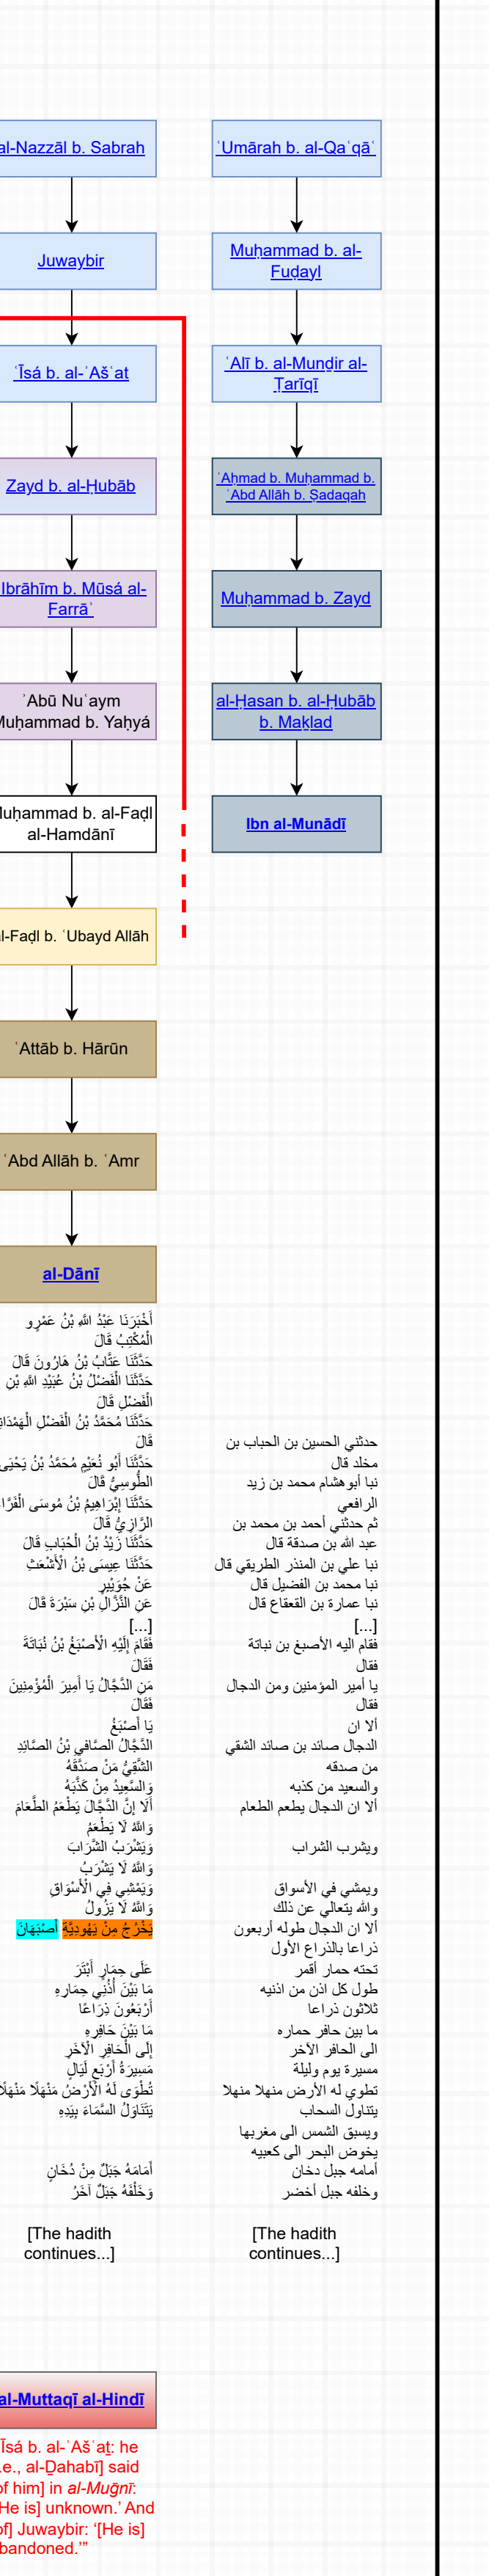 al-Nazzāl b. Sabrah
Juwaybir
ʿĪsá b. al-ʾAšʿat
Zayd b. al-Ḥubāb
Ibrāhīm b. Mūsá al-
Farrāʾ
ʾAbū Nuʿaym
Muḥammad b. Yaḥyá
Muḥammad b. al-Faḍl
al-Hamdānī
al-Faḍl b. ʿUbayd Allāh
ʿAttāb b. Hārūn
ʿAbd Allāh b. ʿAmr
al-Dānī
أَخْبَرَنَا عَبْدُ اللَّهِ بْنُ عَمْرٍو
الْمُكْتِبُ قَالَ
حَدَّثَنَا عَتَّابُ بْنُ هَارُونَ قَالَ
حَدَّثَنَا الْفَضْلُ بْنُ عُبَيْدِ اللَّهِ بْنِ
الْفَضْلِ قَالَ
حَدَّثَنَا مُحَمَّدُ بْنُ الْفَضْلِ الْهَمْدَانِ
قَالَ
حَدَّثَنَا أَبُو نُعَيْمٍ مُحَمَّدُ بْنُ يَحْيَى
الطُّوسِيُّ قَالَ
حَدَّثَنَا إِبْرَاهِيمُ بْنُ مُوسَى الْفَرَّا
الرَّازِيُّ قَالَ
حَدَّثَنَا زَيْدُ بْنُ الْحُبَابِ قَالَ
حَدَّثَنَا عِيسَى بْنُ الْأَشْعَثِ
عَنْ جُوَيْبِرٍ
عَنِ النَّزَّالِ بْنِ سَبْرَةَ قَالَ
[...]
فَقَامَ إِلَيْهِ الْأَصْبَغُ بْنُ نُبَاتَةَ
فَقَالَ
مَنِ الدَّجَّالُ يَا أَمِيرَ الْمُؤْمِنِينَ
فَقَالَ
يَا أَصْبَغُ
الدَّجَّالُ الصَّافِي بْنُ الصَّائِدِ
الشَّقِيُّ مَنْ صَدَّقَهُ
وَالسَّعِيدُ مِنْ كَذَّبَهُ
أَلَا إِنَّ الدَّجَّالَ يَطْعَمُ الطَّعَامَ
وَاللَّهُ لَا يَطْعَمُ
وَيَشْرَبُ الشَّرَابَ
وَاللَّهُ لَا يَشْرَبُ
وَيَمْشِي فِي الْأَسْوَاقِ
وَاللَّهُ لَا يَزُولُ
يَخْرُجُ مِنْ يَهُودِيَّةِ أَصْبَهَانَ
عَلَى حِمَارٍ أَبْتَرَ
مَا بَيْنَ أُذُنَيْ حِمَارِهِ
أَرْبَعُونَ ذِرَاعًا
مَا بَيْنَ حَافِرِهِ
إِلَى الْحَافِرِ الْآخَرِ
مَسِيرَةُ أَرْبَعِ لَيَالٍ
تُطْوَى لَهُ الْأَرْضُ مَنْهَلًا مَنْهَلًا
يَتَنَاوَلُ السَّمَاءَ بِيَدِهِ
أَمَامَهُ جَبَلٌ مِنْ دُخَانٍ
وَخَلْفَهُ جَبَلٌ آخَرُ
[The hadith
continues...]
al-Muttaqī al-Hindī
Īsá b. al-ʾAšʿaṯ: he
i.e., al-Ḏahabī] said
of him] in al-Muḡnī:
He is] unknown.’ And
of] Juwaybir: ‘[He is]
abandoned.’”
ʿUmārah b. al-Qaʿqāʿ
Muḥammad b. al-
Fuḍayl
ʿAlī b. al-Munḏir al-
Ṭarīqī
ʾAḥmad b. Muḥammad b.
ʿAbd Allāh b. Ṣadaqah
Muḥammad b. Zayd
al-Ḥasan b. al-Ḥubāb
b. Maḵlad
Ibn al-Munādī
حدثني الحسين بن الحباب بن
مخلد قال
نبا أبوهشام محمد بن زيد
الرافعي
ثم حدثني أحمد بن محمد بن
عبد الله بن صدقة قال
نبا علي بن المنذر الطريقي قال
نبا محمد بن الفضيل قال
نبا عمارة بن القعقاع قال
[...]
فقام اليه الأصبغ بن نباتة
فقال
يا أمير المؤمنين ومن الدجال
فقال
ألا ان
الدجال صائد بن صائد الشقي
من صدقه
والسعيد من كذبه
ألا ان الدجال يطعم الطعام
ويشرب الشراب
ويمشي في الأسواق
والله يتعالي عن ذلك
ألا ان الدجال طوله أربعون
ذراعا بالذراع الأول
تحته حمار أقمر
طول كل اذن من اذنيه
ثلاثون ذراعا
ما بين حافر حماره
الى الحافر الآخر
مسيرة يوم وليلة
تطوي له الأرض منهلا منهلا
يتناول السحاب
ويسبق الشمس الى مغربها
يخوض البحر الى كعبيه
أمامه جبل دخان
وخلفه جبل أخضر
[The hadith
continues...]